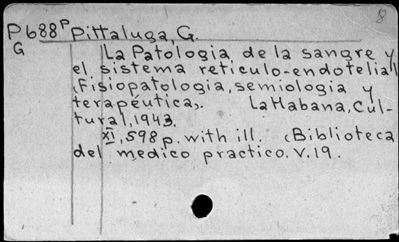 8
P688P Pittaluga, G.
G La Patologia de la sangre y
el sistema reticulo-endotelial
(Fisiopatologia, semiologia y
terapéutica). La Habana, Cul-
tural, 1943.
XI, 598 p. with ill. (Biblioteca
del medico practico. V. 19.